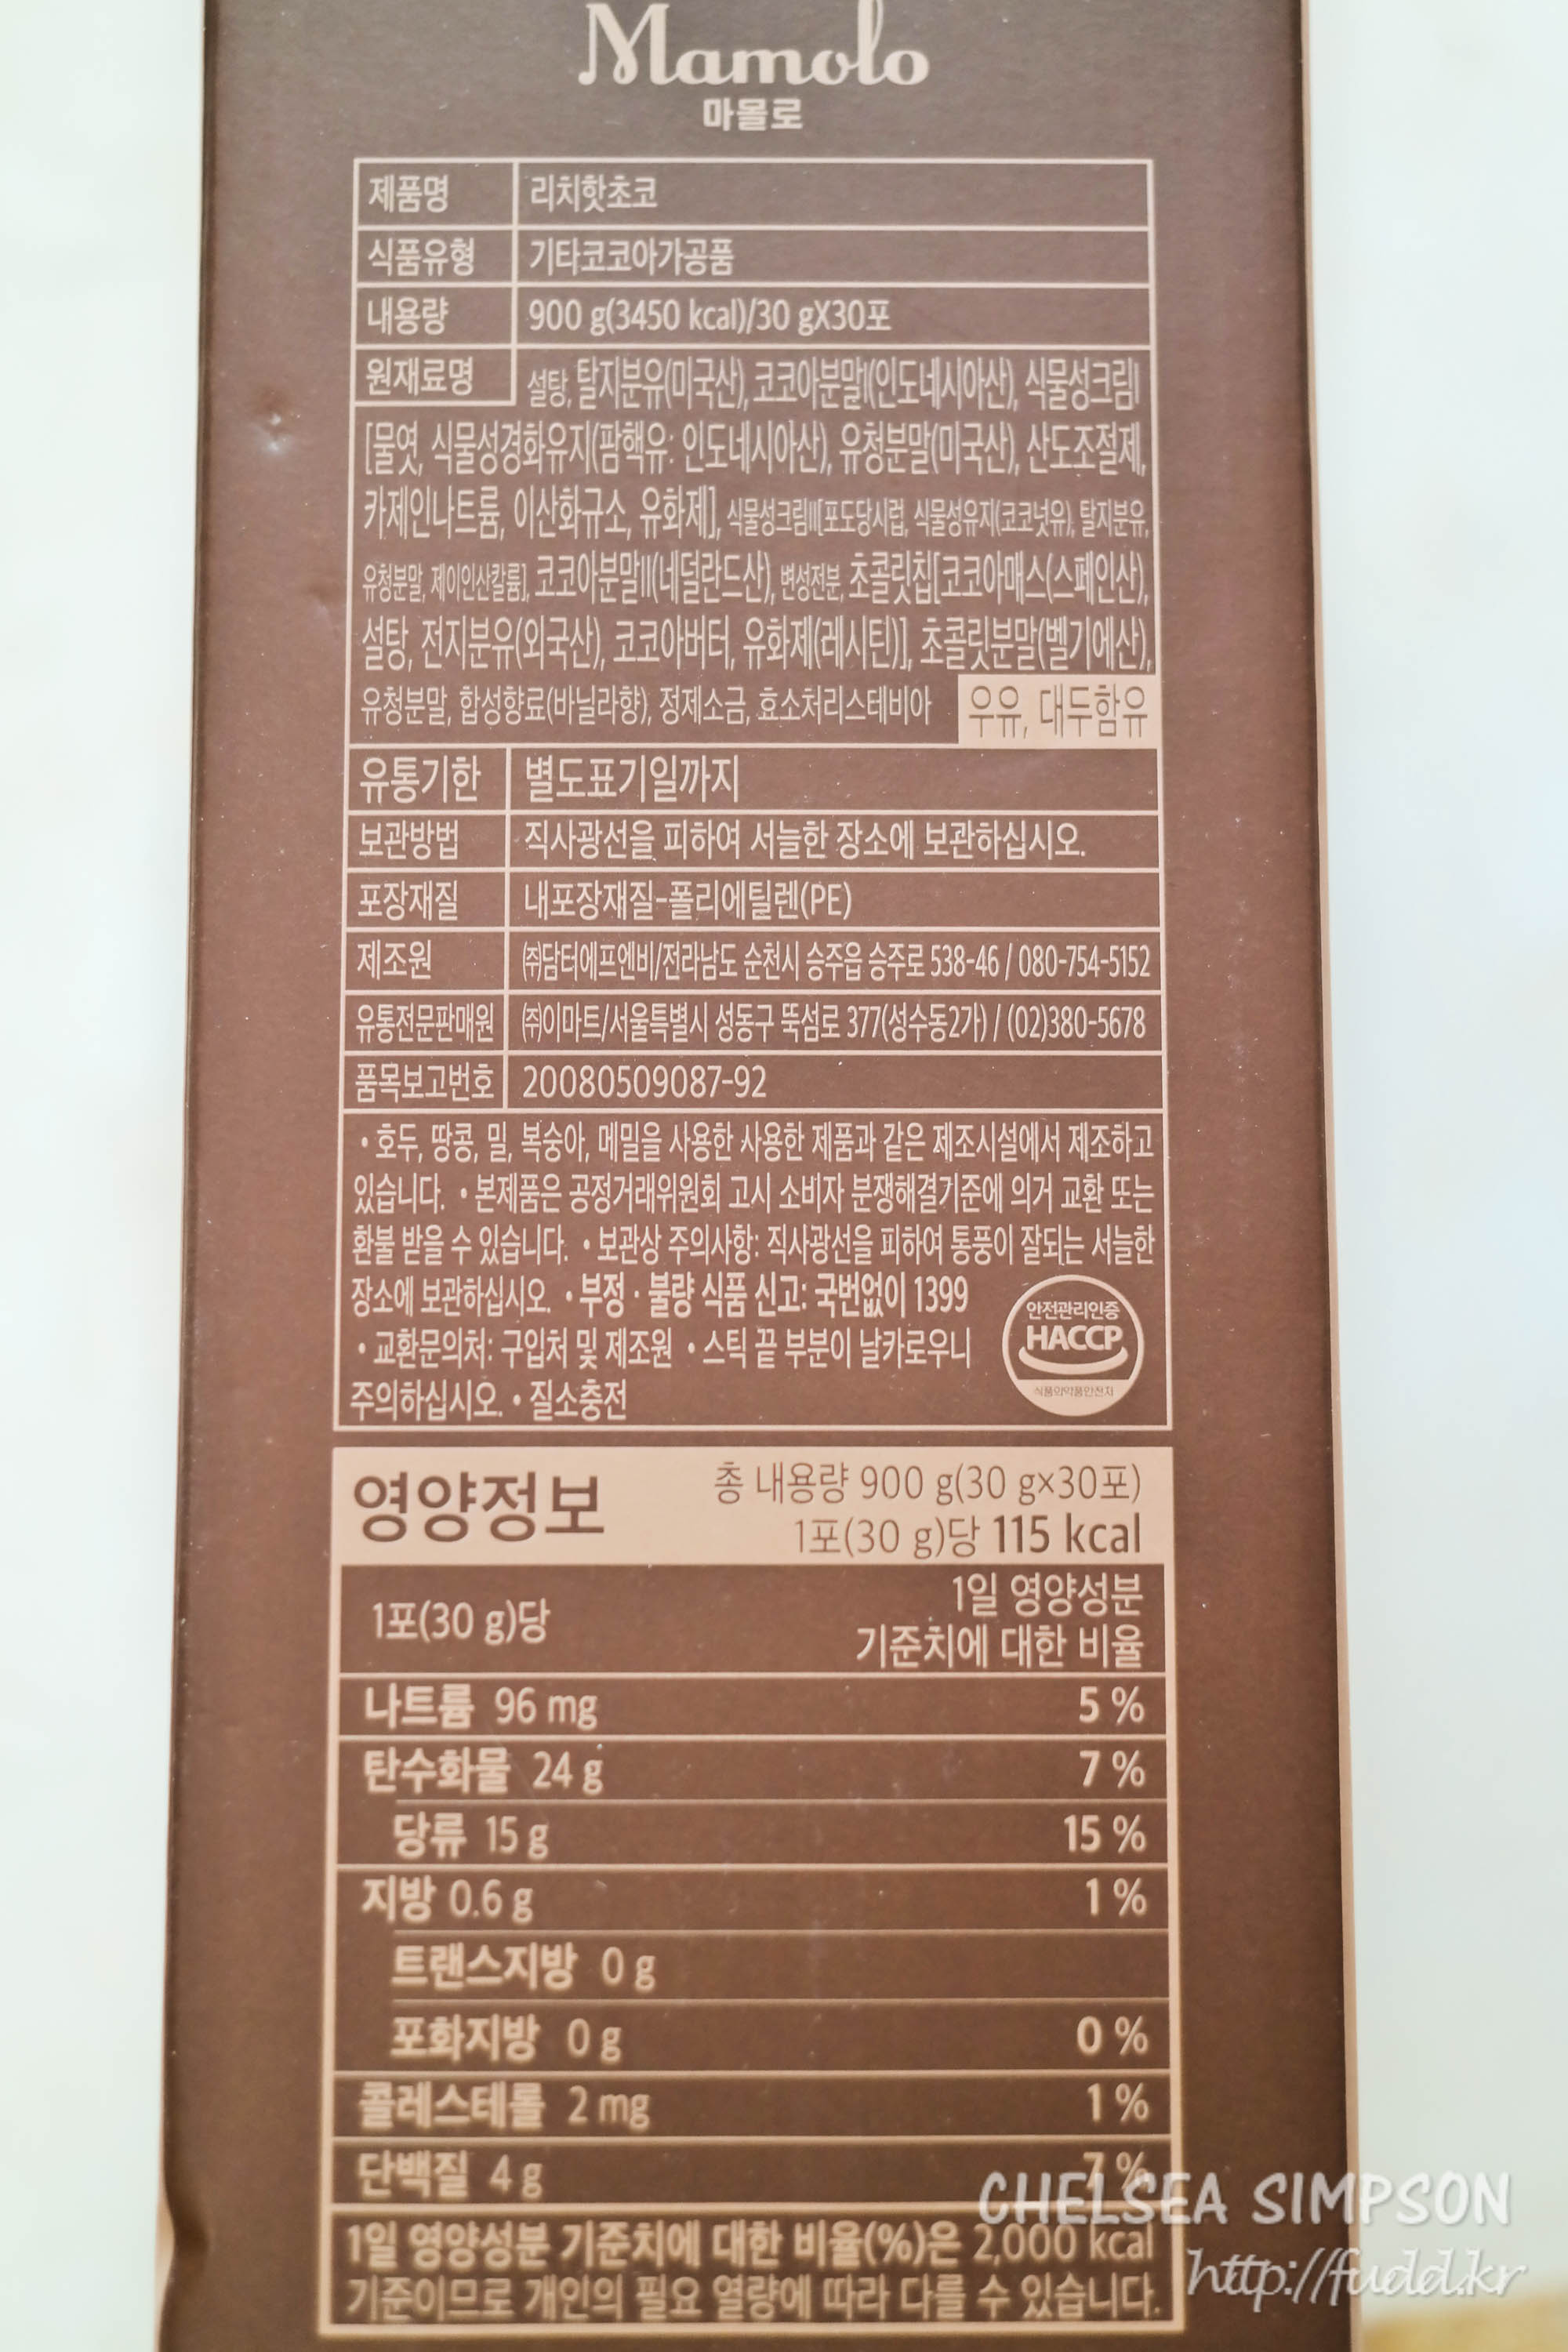 Mamolo
마몰로
제품명 리치핫초코
식품유형 기타코코아가공품
내용량 900 g(3450 kcal)/30 gX30포
원재료명 설탕, 탈지분유(미국산), 코코아분말I(인도네시아산), 식물성크림I
[물엿, 식물성경화유지(팜핵유: 인도네시아산), 유청분말(미국산), 산도조절제,
카제인나트륨, 이산화규소, 유화제], 식물성크림II[포도당시럽, 식물성유지(코코넛유), 탈지분유,
유청분말, 제이인산칼륨], 코코아분말II(네덜란드산), 변성전분, 초콜릿칩[코코아매스(스페인산),
설탕, 전지분유(외국산), 코코아버터, 유화제(레시틴)], 초콜릿분말(벨기에산),
유청분말, 합성향료(바닐라향), 정제소금, 효소처리스테비아 우유, 대두함유
유통기한 별도표기일까지
보관방법 직사광선을 피하여 서늘한 장소에 보관하십시오.
포장재질 내포장재질-폴리에틸렌(PE)
제조원 ㈜담터에프엔비/전라남도 순천시 승주읍 승주로 538-46 / 080-754-5152
유통전문판매원 ㈜이마트/서울특별시 성동구 뚝섬로 377(성수동2가) / (02)380-5678
품목보고번호 20080509087-92
• 호두, 땅콩, 밀, 복숭아, 메밀을 사용한 사용한 제품과 같은 제조시설에서 제조하고
있습니다. • 본제품은 공정거래위원회 고시 소비자 분쟁해결기준에 의거 교환 또는
환불 받을 수 있습니다. • 보관상 주의사항: 직사광선을 피하여 통풍이 잘되는 서늘한
장소에 보관하십시오. • 부정 · 불량 식품 신고: 국번없이 1399
• 교환문의처: 구입처 및 제조원 • 스틱 끝 부분이 날카로우니
주의하십시오. • 질소충전
안전관리인증
HACCP
식품의약품안전처
영양정보 총 내용량 900 g(30 gx30포)
1포(30 g)당 115 kcal
1포(30 g)당 1일 영양성분
기준치에 대한 비율
나트륨 96 mg 5 %
탄수화물 24 g 7 %
당류 15 g 15 %
지방 0.6 g 1 %
트랜스지방 0 g
포화지방 0 g 0 %
콜레스테롤 2 mg 1 %
단백질 4 g 7 %
1일 영양성분 기준치에 대한 비율(%)은 2,000 kcal
기준이므로 개인의 필요 열량에 따라 다를 수 있습니다.
CHELSEA SIMPSON
http://fudd.kr